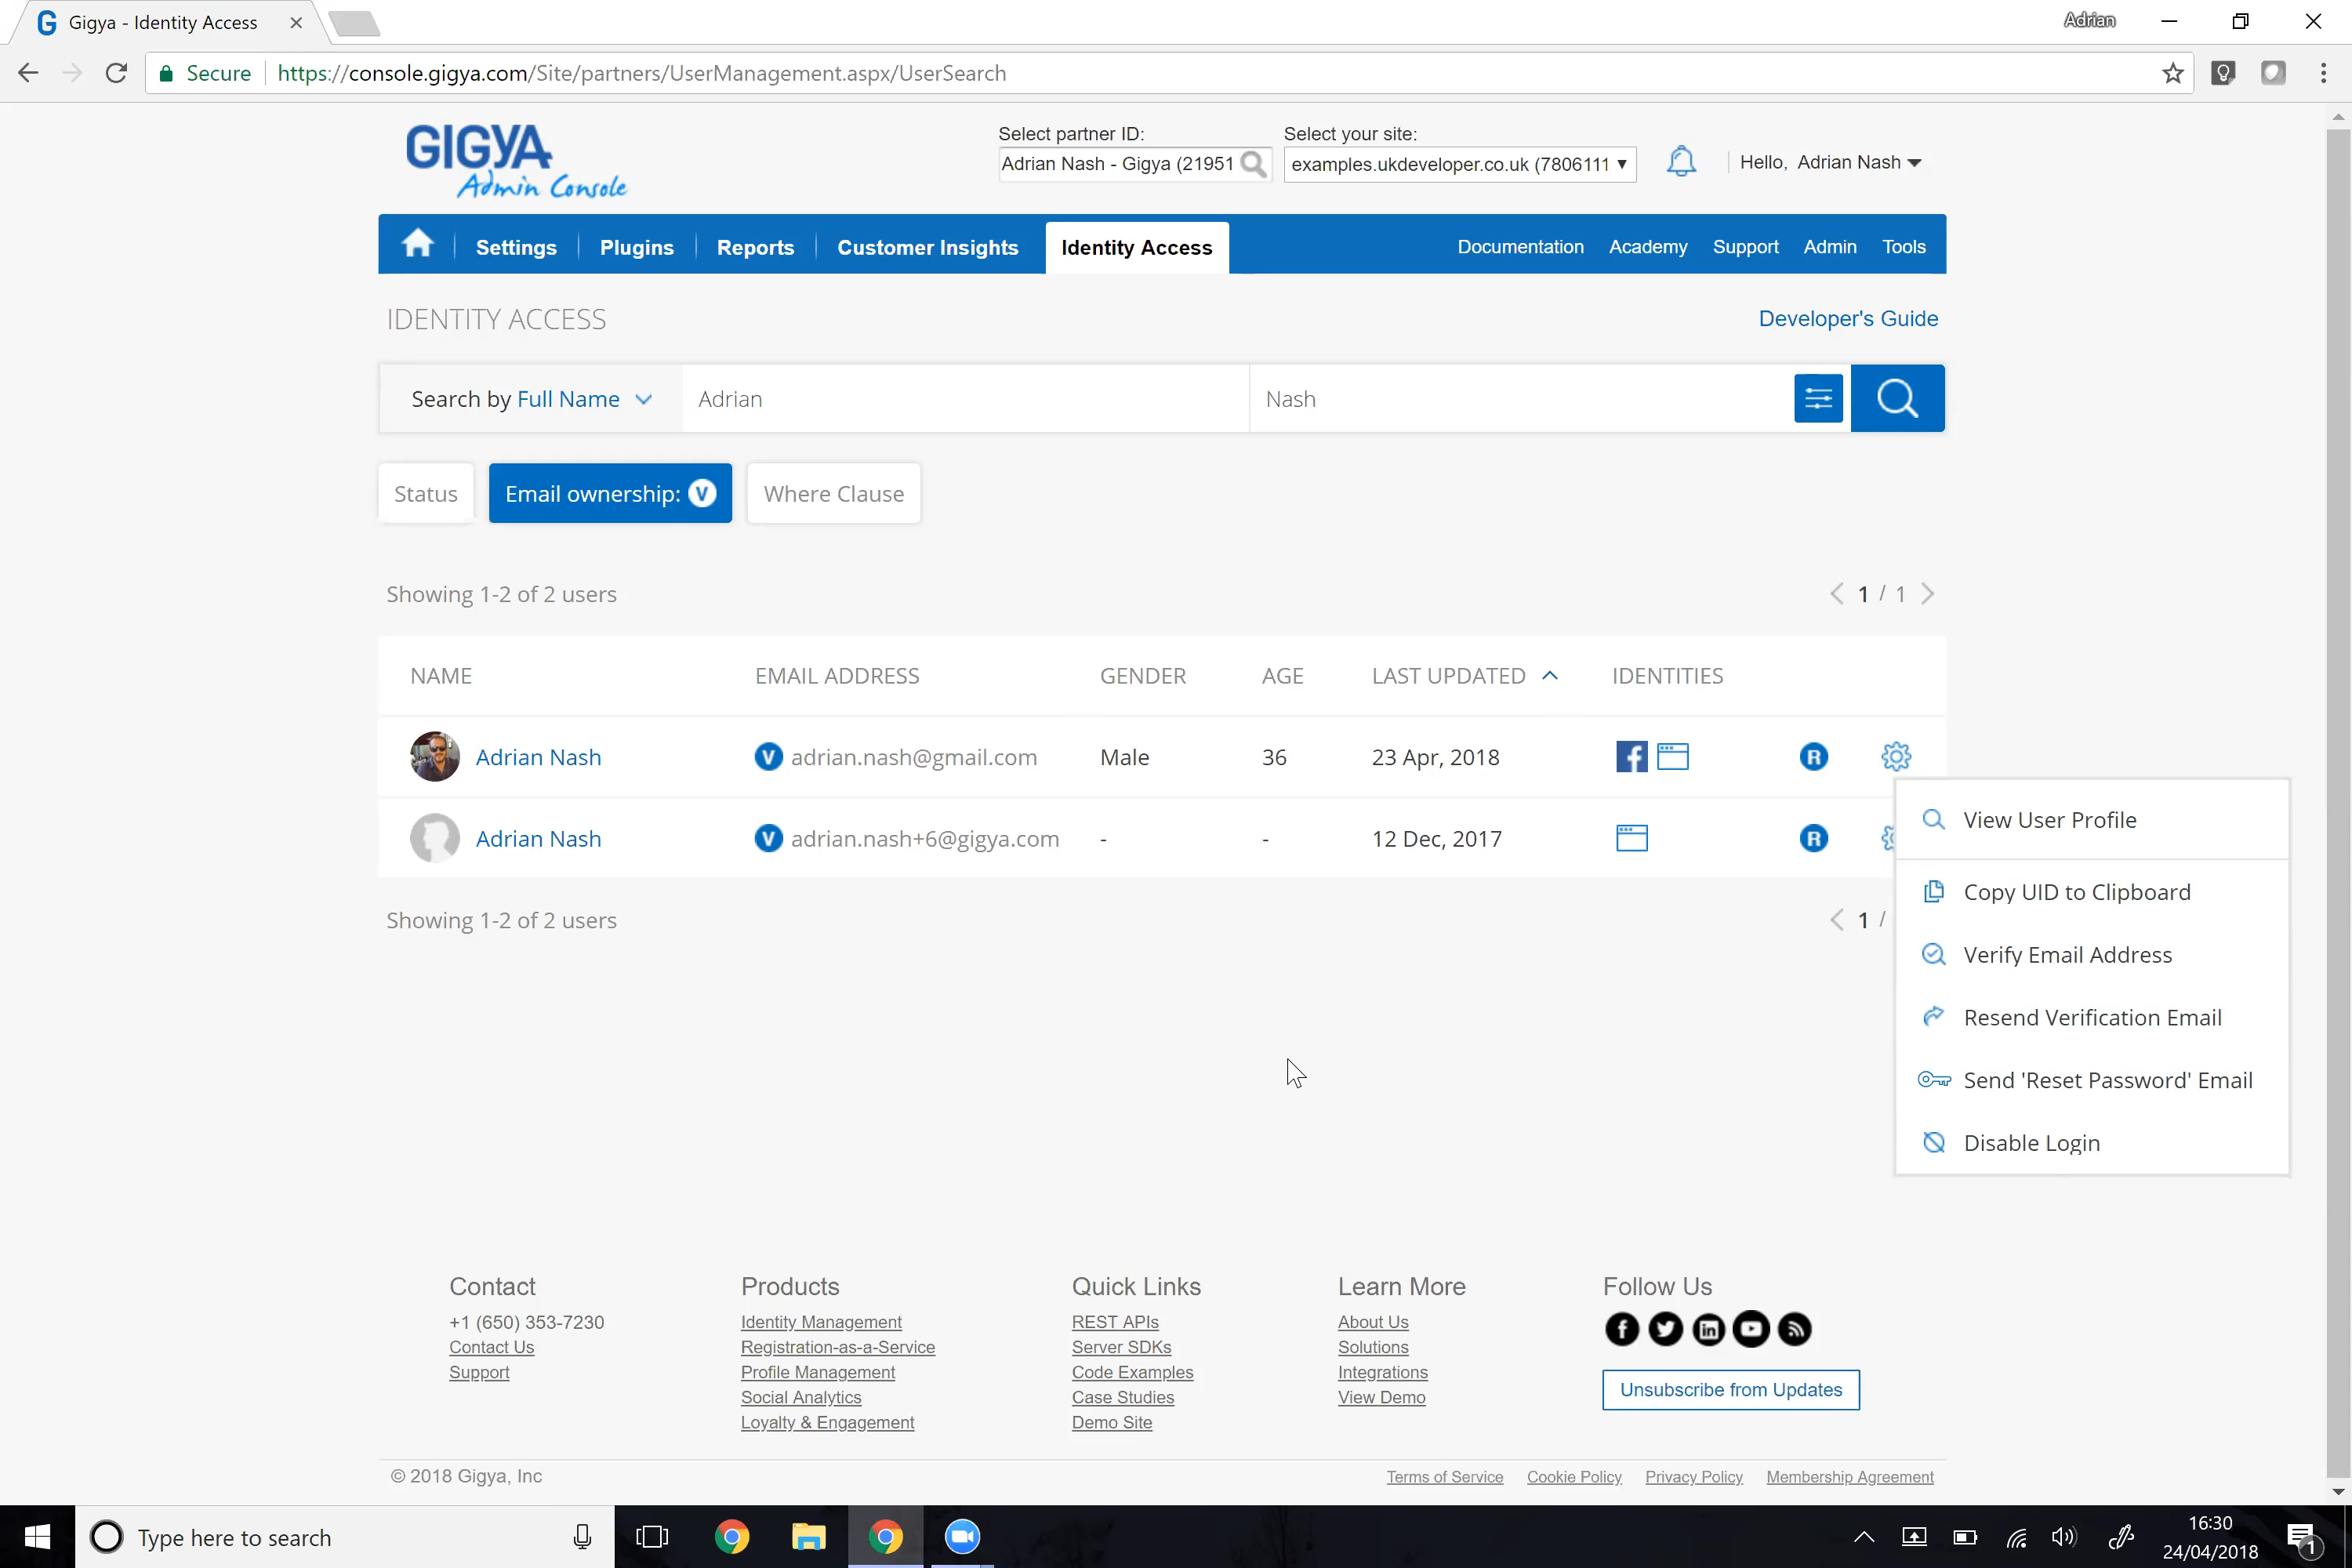 Gigya - Identity Access
Adrian
Secure
https://console.gigya.com/Site/partners/UserManagement.aspx/UserSearch
GIGYA
Admin Console
Select partner ID:
Adrian Nash - Gigya (21951
Select your site:
examples.ukdeveloper.co.uk (7806111
Hello, Adrian Nash
Settings
Plugins
Reports
Customer Insights
Identity Access
Documentation
Academy
Support
Admin
Tools
IDENTITY ACCESS
Developer's Guide
Search by Full Name
Adrian
Nash
Status
Email ownership: V
Where Clause
Showing 1-2 of 2 users
1 / 1
NAME
EMAIL ADDRESS
GENDER
AGE
LAST UPDATED
IDENTITIES
Adrian Nash
V adrian.nash@gmail.com
Male
36
23 Apr, 2018
R
Adrian Nash
V adrian.nash+6@gigya.com
-
-
12 Dec, 2017
R
Showing 1-2 of 2 users
1 /
View User Profile
Copy UID to Clipboard
Verify Email Address
Resend Verification Email
Send 'Reset Password' Email
Disable Login
Contact
+1 (650) 353-7230
Contact Us
Support
Products
Identity Management
Registration-as-a-Service
Profile Management
Social Analytics
Loyalty & Engagement
Quick Links
REST APIs
Server SDKs
Code Examples
Case Studies
Demo Site
Learn More
About Us
Solutions
Integrations
View Demo
Follow Us
Unsubscribe from Updates
© 2018 Gigya, Inc
Terms of Service
Cookie Policy
Privacy Policy
Membership Agreement
Type here to search
16:30
24/04/2018
1